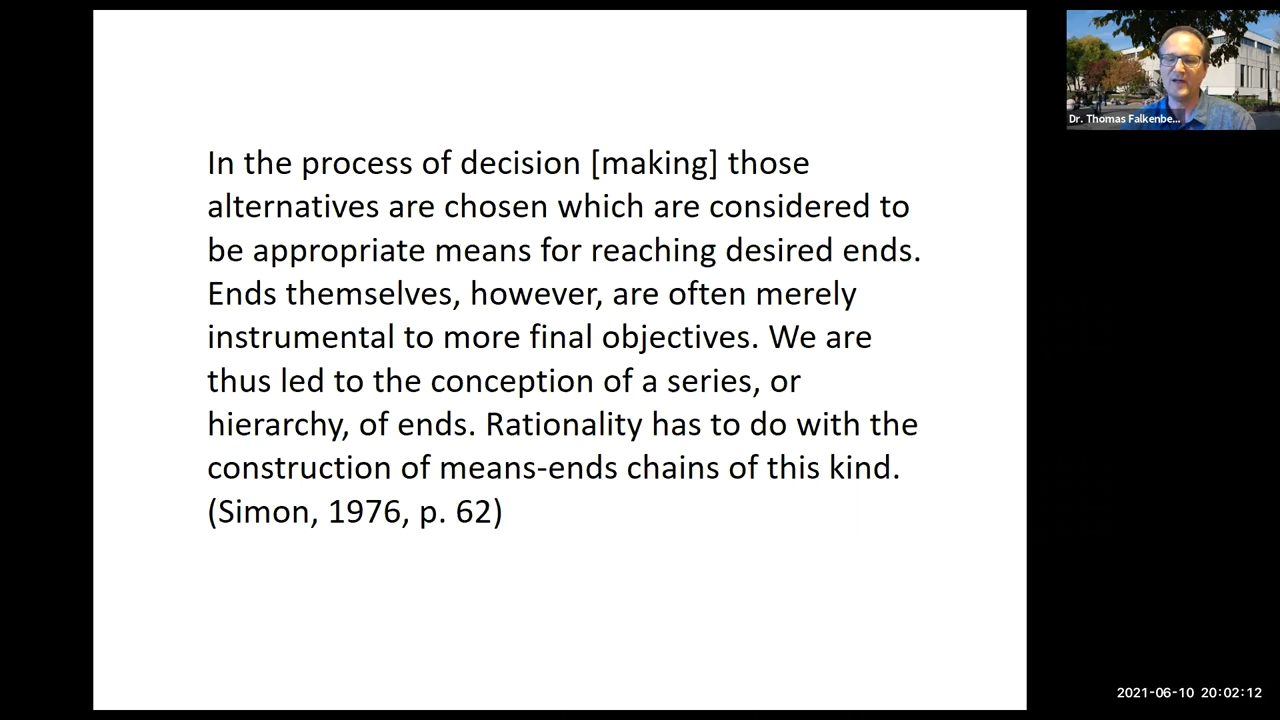 In the process of decision [making] those
alternatives are chosen which are considered to
be appropriate means for reaching desired ends.
Ends themselves, however, are often merely
instrumental to more final objectives. We are
thus led to the conception of a series, or
hierarchy, of ends. Rationality has to do with the
construction of means-ends chains of this kind.
(Simon, 1976, p. 62)
Dr. Thomas Falkenbe...
2021-06-10 20:02:12